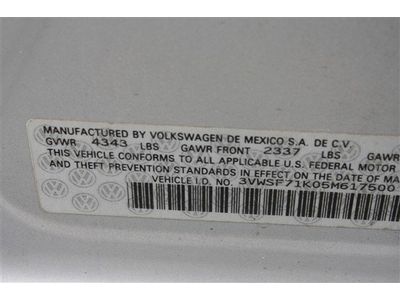 MANUFACTURED BY VOLKSWAGEN DE MEXICO S.A. DE C.V.
GVWR 4343 LBS GAWR FRONT 2337 LBS GAWR
THIS VEHICLE CONFORMS TO ALL APPLICABLE U.S. FEDERAL MOTOR
AND THEFT PREVENTION STANDARDS IN EFFECT ON THE DATE OF MA
VEHICLE I.D. NO. 3VWSF71K05M617500